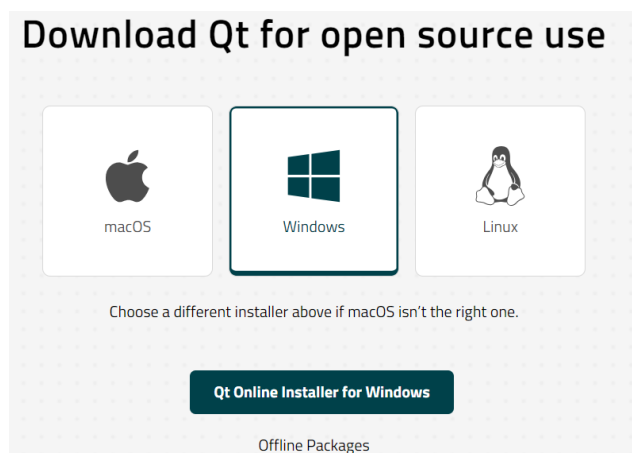 Download Qt for open source use
macOS
Windows
Linux
Choose a different installer above if macOS isn’t the right one.
Qt Online Installer for Windows
Offline Packages